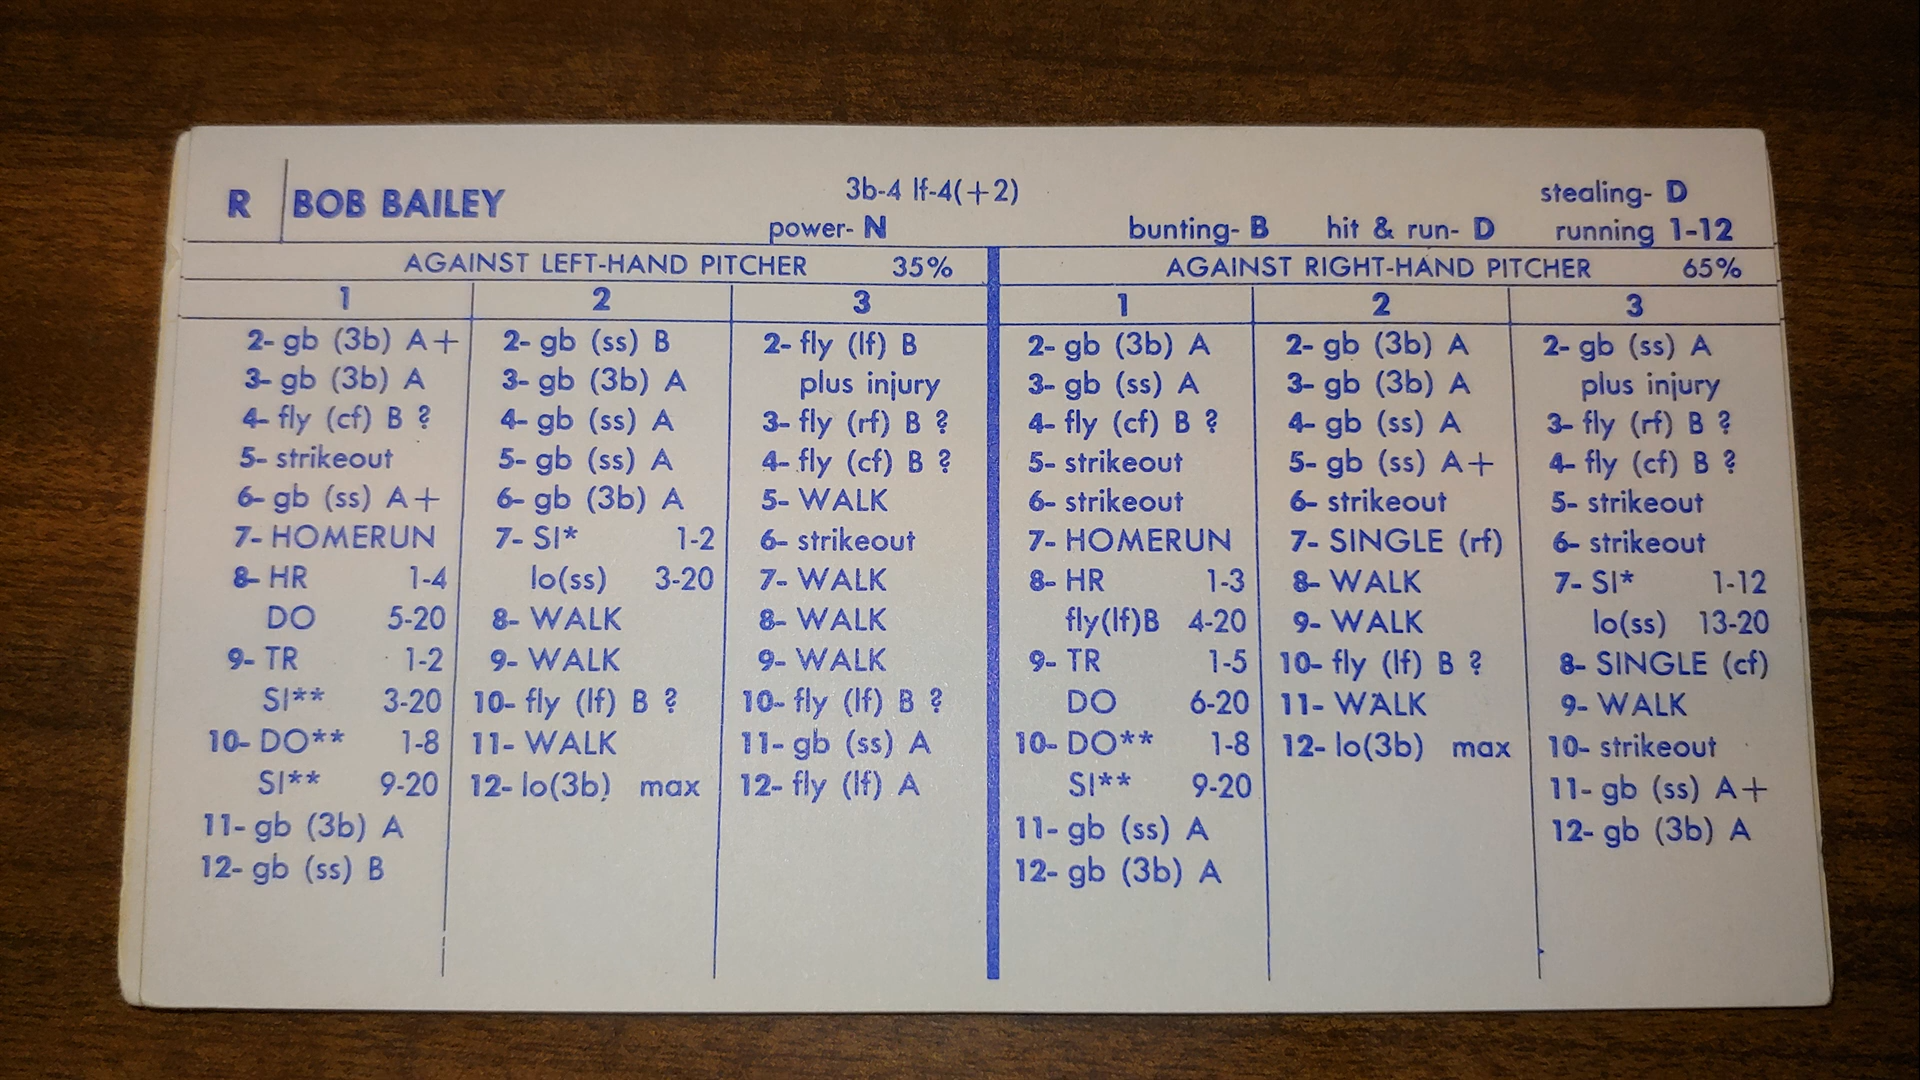 R BOB BAILEY 3b-4 lf-4(+2) stealing- D
power- N bunting- B hit & run- D running 1-12
AGAINST LEFT-HAND PITCHER 35% AGAINST RIGHT-HAND PITCHER 65%
1 2 3 1 2 3
2- gb (3b) A+
3- gb (3b) A
4- fly (cf) B ?
5- strikeout
6- gb (ss) A+
7- HOMERUN
8- HR 1-4
DO 5-20
9- TR 1-2
SI** 3-20
10- DO** 1-8
SI** 9-20
11- gb (3b) A
12- gb (ss) B
2- gb (ss) B
3- gb (3b) A
4- gb (ss) A
5- gb (ss) A
6- gb (3b) A
7- SI* 1-2
lo(ss) 3-20
8- WALK
9- WALK
10- fly (lf) B ?
11- WALK
12- lo(3b) max
2- fly (lf) B
plus injury
3- fly (rf) B ?
4- fly (cf) B ?
5- WALK
6- strikeout
7- WALK
8- WALK
9- WALK
10- fly (lf) B ?
11- gb (ss) A
12- fly (lf) A
2- gb (3b) A
3- gb (ss) A
4- fly (cf) B ?
5- strikeout
6- strikeout
7- HOMERUN
8- HR 1-3
fly(lf)B 4-20
9- TR 1-5
DO 6-20
10- DO** 1-8
SI** 9-20
11- gb (ss) A
12- gb (3b) A
2- gb (3b) A
3- gb (3b) A
4- gb (ss) A
5- gb (ss) A+
6- strikeout
7- SINGLE (rf)
8- WALK
9- WALK
10- fly (lf) B ?
11- WALK
12- lo(3b) max
2- gb (ss) A
plus injury
3- fly (rf) B ?
4- fly (cf) B ?
5- strikeout
6- strikeout
7- SI* 1-12
lo(ss) 13-20
8- SINGLE (cf)
9- WALK
10- strikeout
11- gb (ss) A+
12- gb (3b) A